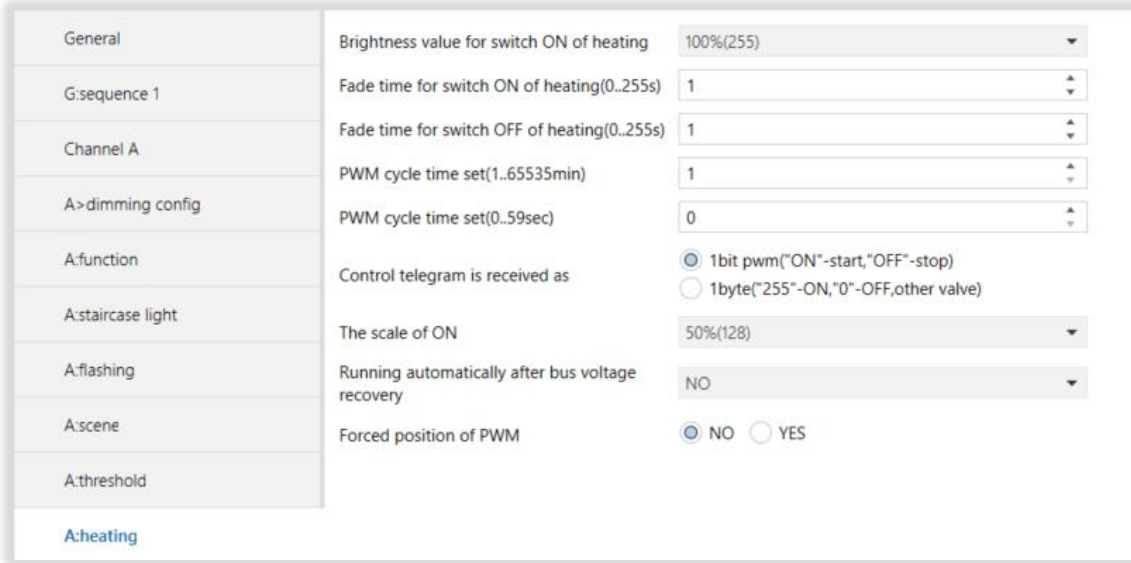 General
G:sequence 1
Channel A
A>dimming config
A:function
A:staircase light
A:flashing
A:scene
A:threshold
A:heating
Brightness value for switch ON of heating
100%(255)
Fade time for switch ON of heating(0..255s)
1
Fade time for switch OFF of heating(0..255s)
1
PWM cycle time set(1..65535min)
1
PWM cycle time set(0..59sec)
0
Control telegram is received as
1bit pwm("ON"-start,"OFF"-stop)
1byte("255"-ON,"0"-OFF,other valve)
The scale of ON
50%(128)
Running automatically after bus voltage
recovery
NO
Forced position of PWM
NO YES